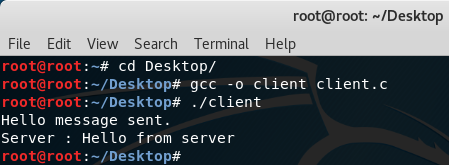 root@root: ~/Desktop
File Edit View Search Terminal Help
root@root:~# cd Desktop/
root@root:~/Desktop# gcc -o client client.c
root@root:~/Desktop# ./client
Hello message sent.
Server : Hello from server
root@root:~/Desktop#